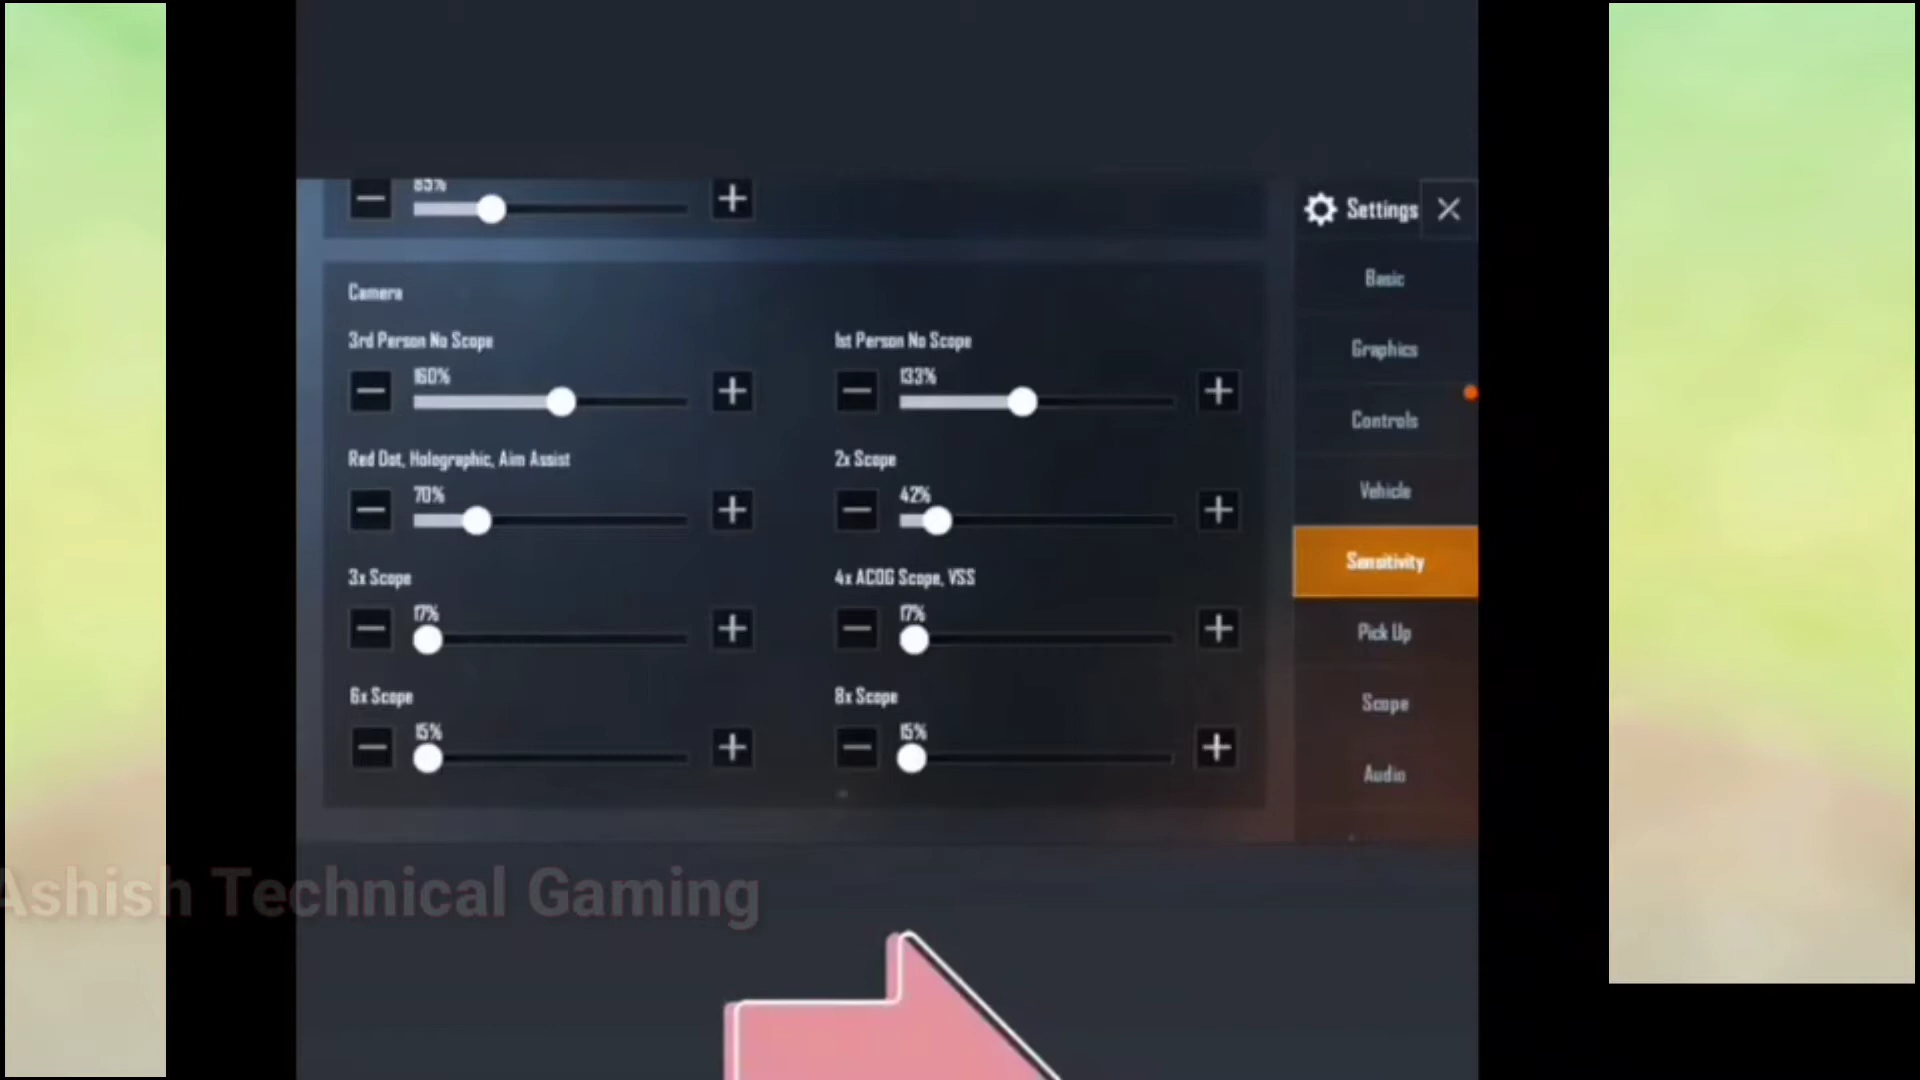 85%
Settings
Camera
3rd Person No Scope
160%
1st Person No Scope
133%
Red Dot, Holographic, Aim Assist
70%
2x Scope
42%
3x Scope
17%
4x ACOG Scope, VSS
17%
6x Scope
15%
8x Scope
15%
Basic
Graphics
Controls
Vehicle
Sensitivity
Pick Up
Scope
Audio
Ashish Technical Gaming